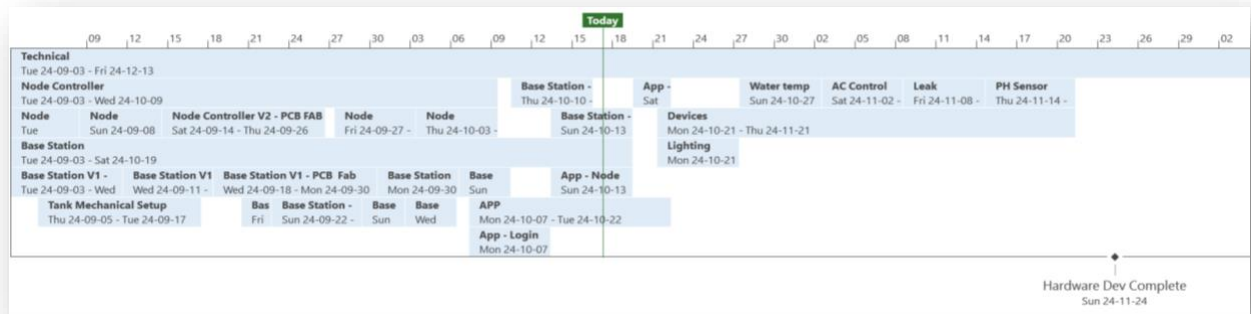 Today
09 12 15 18 21 24 27 30 03 06 09 12 15 18 21 24 27 30 02 05 08 11 14 17 20 23 26 29 02
Technical
Tue 24-09-03 - Fri 24-12-13
Node Controller Base Station - App - Water temp AC Control Leak PH Sensor
Tue 24-09-03 - Wed 24-10-09 Thu 24-10-10 - Sat Sun 24-10-27 Sat 24-11-02 - Fri 24-11-08 - Thu 24-11-14 -
Node Node Node Controller V2 - PCB FAB Node Node Base Station - Devices
Tue Sun 24-09-08 Sat 24-09-14 - Thu 24-09-26 Fri 24-09-27 - Thu 24-10-03 - Sun 24-10-13 Mon 24-10-21 - Thu 24-11-21
Base Station Lighting
Tue 24-09-03 - Sat 24-10-19 Mon 24-10-21
Base Station V1 - Base Station V1 Base Station V1 - PCB Fab Base Station Base App - Node
Tue 24-09-03 - Wed Wed 24-09-11 - Wed 24-09-18 - Mon 24-09-30 Mon 24-09-30 Sun Sun 24-10-13
Tank Mechanical Setup Bas Base Station - Base Base APP
Thu 24-09-05 - Tue 24-09-17 Fri Sun 24-09-22 - Sun Wed Mon 24-10-07 - Tue 24-10-22
App - Login
Mon 24-10-07
Hardware Dev Complete
Sun 24-11-24